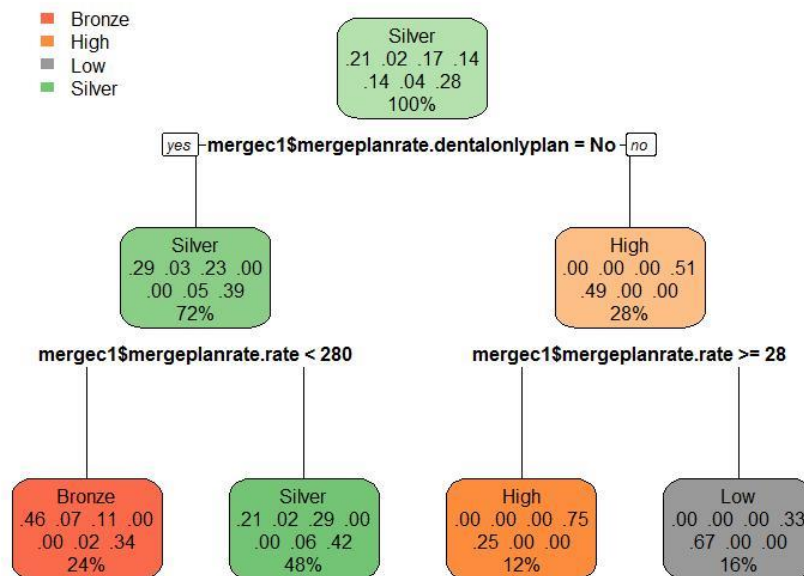 Bronze
High
Low
Silver
Silver
.21 .02 .17 .14
.14 .04 .28
100%
yes mergec1$mergeplanrate.dentalonlyplan = No no
Silver
.29 .03 .23 .00
.00 .05 .39
72%
High
.00 .00 .00 .51
.49 .00 .00
28%
mergec1$mergeplanrate.rate < 280
mergec1$mergeplanrate.rate >= 28
Bronze
.46 .07 .11 .00
.00 .02 .34
24%
Silver
.21 .02 .29 .00
.00 .06 .42
48%
High
.00 .00 .00 .75
.25 .00 .00
12%
Low
.00 .00 .00 .33
.67 .00 .00
16%